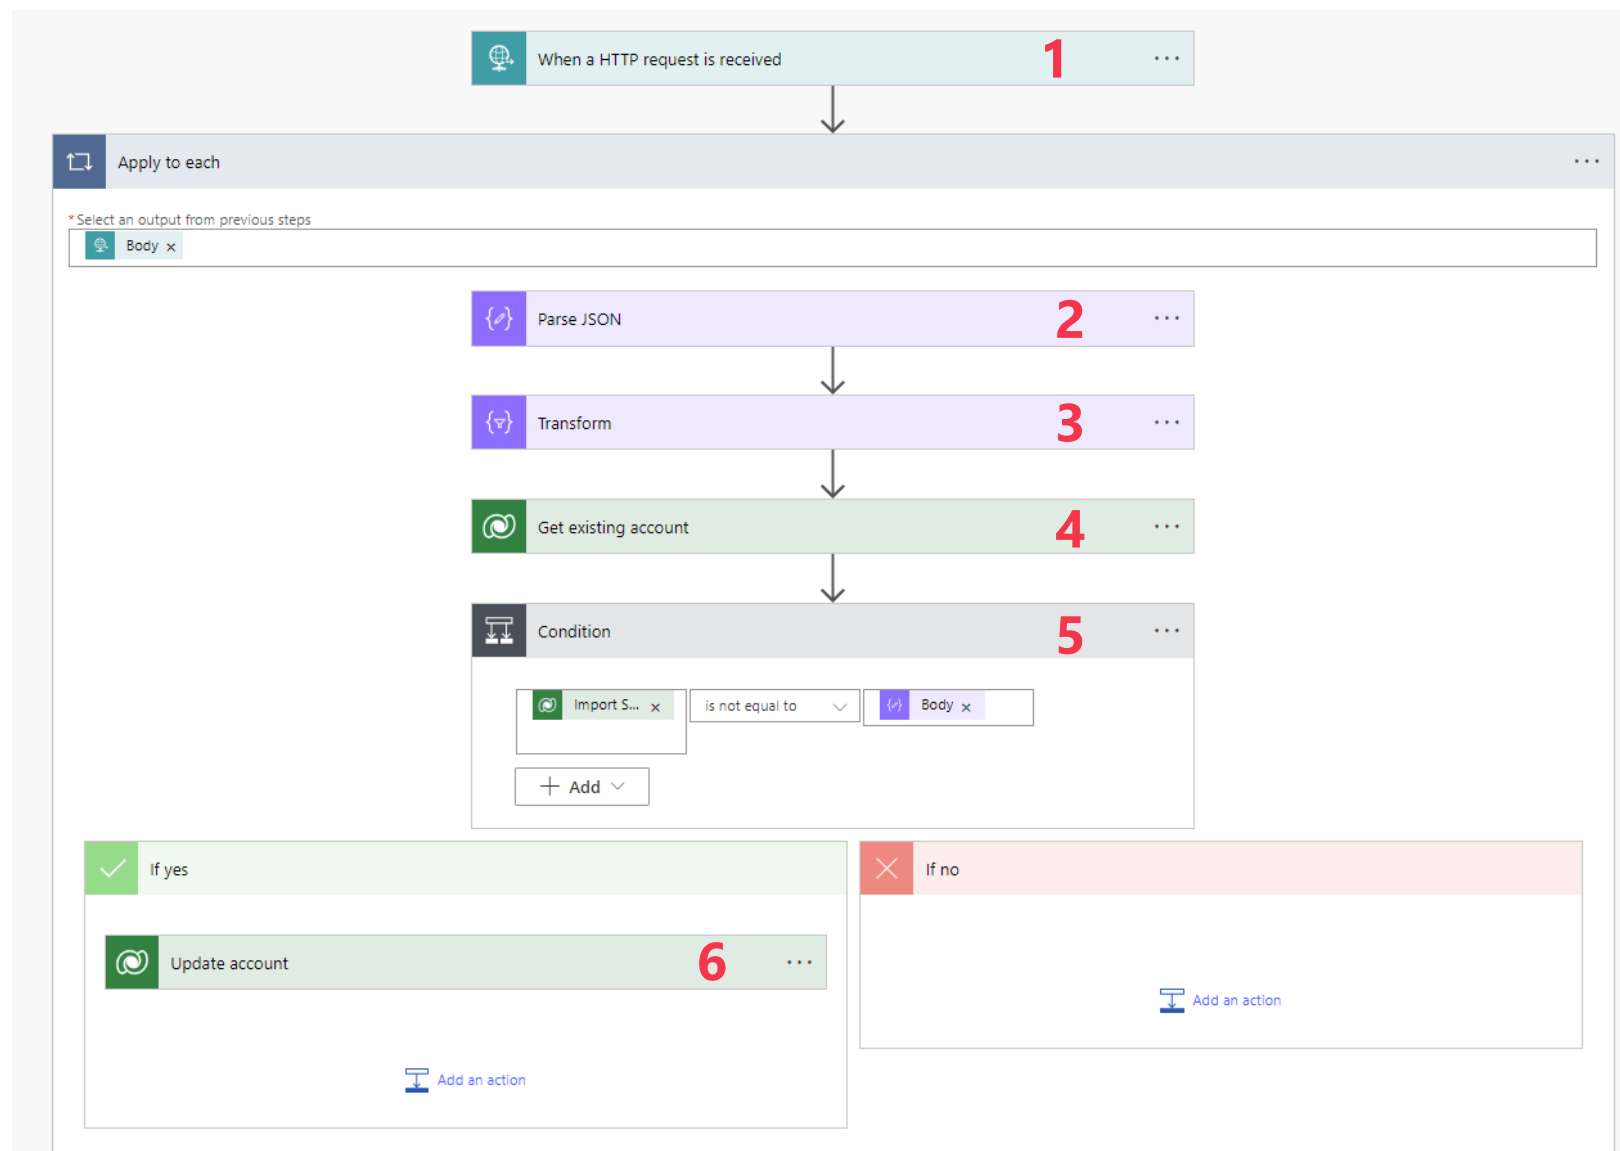 When a HTTP request is received 1 ...
Apply to each ...
* Select an output from previous steps
Body ×
Parse JSON 2 ...
Transform 3 ...
Get existing account 4 ...
Condition 5 ...
Import S... × is not equal to Body ×
+ Add
If yes
If no
Update account 6 ...
Add an action
Add an action